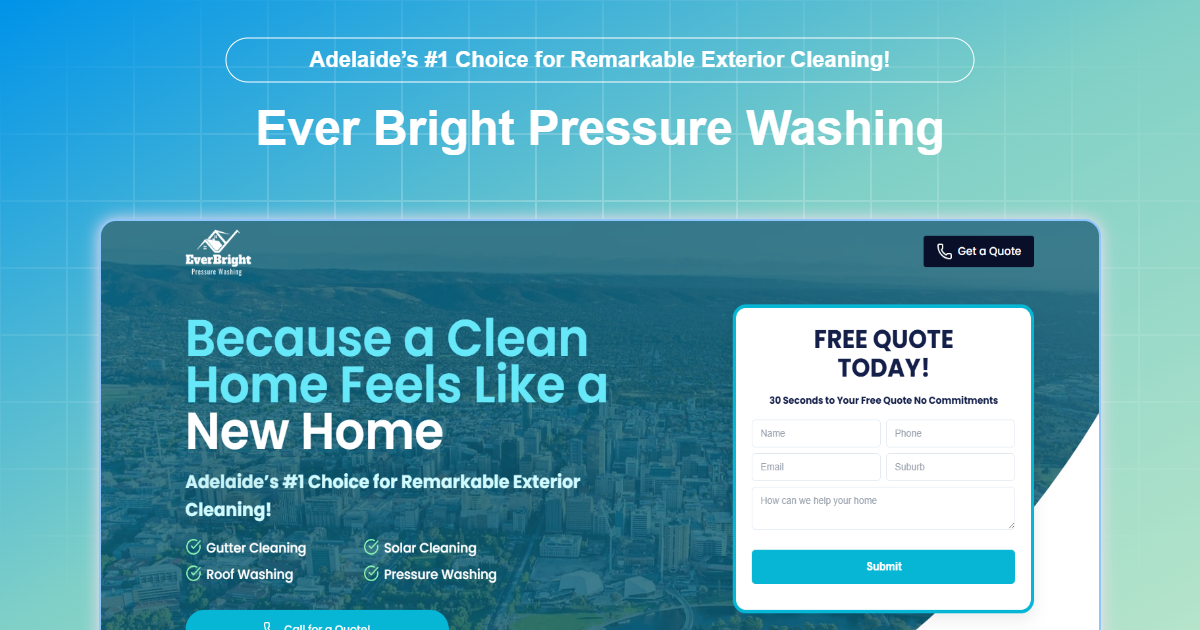 Adelaide’s #1 Choice for Remarkable Exterior Cleaning!
Ever Bright Pressure Washing
EverBright
Pressure Washing
Get a Quote
Because a Clean
Home Feels Like a
New Home
Adelaide’s #1 Choice for Remarkable Exterior
Cleaning!
Gutter Cleaning
Solar Cleaning
Roof Washing
Pressure Washing
Call for a Quote!
FREE QUOTE
TODAY!
30 Seconds to Your Free Quote No Commitments
Name
Phone
Email
Suburb
How can we help your home
Submit